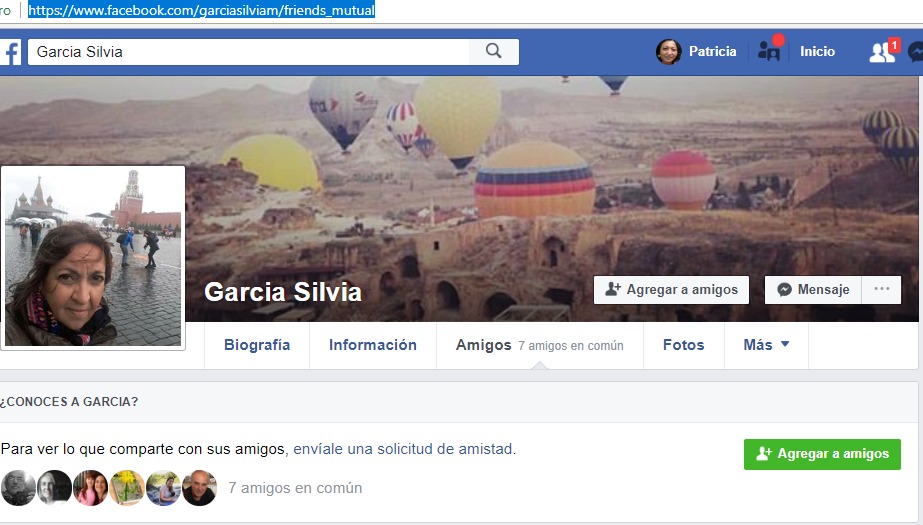 ro | https://www.facebook.com/garciasilviam/friends_mutual
f Garcia Silvia Patricia Inicio 1
Garcia Silvia
Agregar a amigos Mensaje ...
Biografía Información Amigos 7 amigos en común Fotos Más
¿CONOCES A GARCIA?
Para ver lo que comparte con sus amigos, envíale una solicitud de amistad.
Agregar a amigos
7 amigos en común